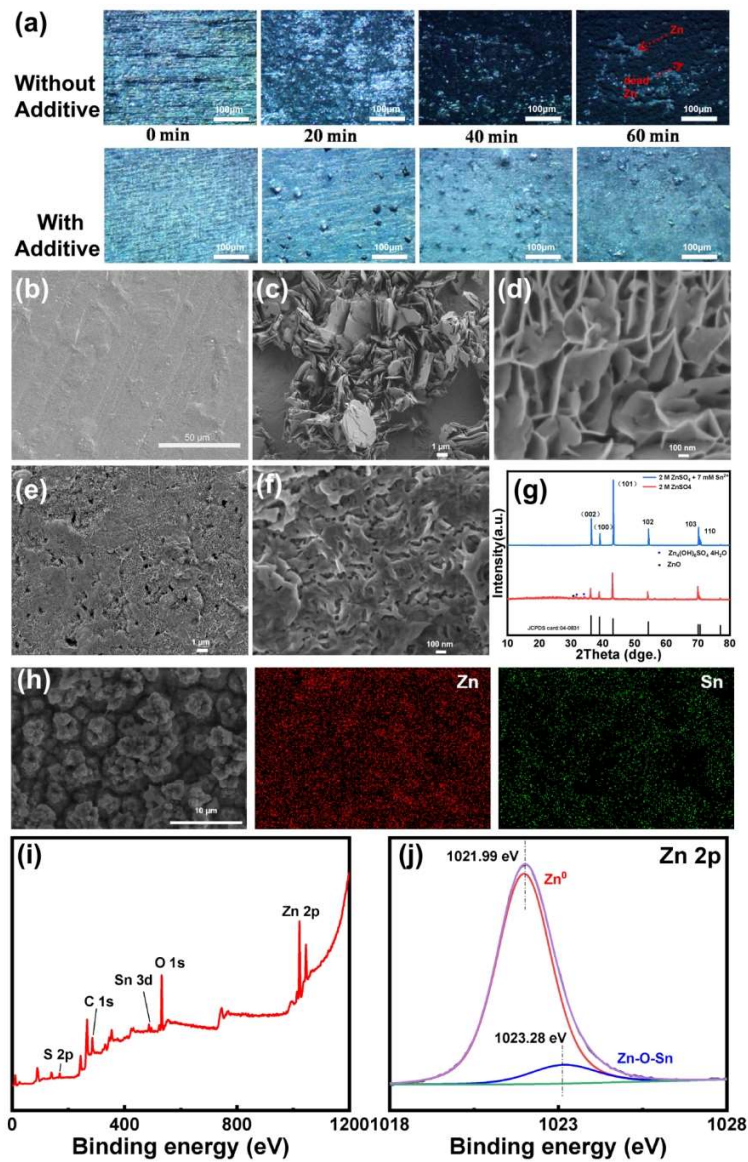 (a)
Without
Additive
100μm
100μm
100μm
Zn
dead
Zn
100μm
0 min
20 min
40 min
60 min
With
Additive
100μm
100μm
100μm
100μm
(b)
50 μm
(c)
1 μm
(d)
100 nm
(e)
1 μm
(f)
100 nm
(g)
Intensity(a.u.)
2 M ZnSO₄ + 7 mM Sn²⁺
2 M ZnSO4
(002)
(100)
(101)
102
103
110
Zn₄(OH)₆SO₄ 4H₂O
ZnO
JCPDS card:04-0831
10 20 30 40 50 60 70 80
2Theta (dge.)
(h)
10 μm
Zn
Sn
(i)
S 2p
C 1s
Sn 3d
O 1s
Zn 2p
0 400 800 1200
Binding energy (eV)
(j)
Zn 2p
1021.99 eV
Zn⁰
1023.28 eV
Zn-O-Sn
1018 1023 1028
Binding energy (eV)